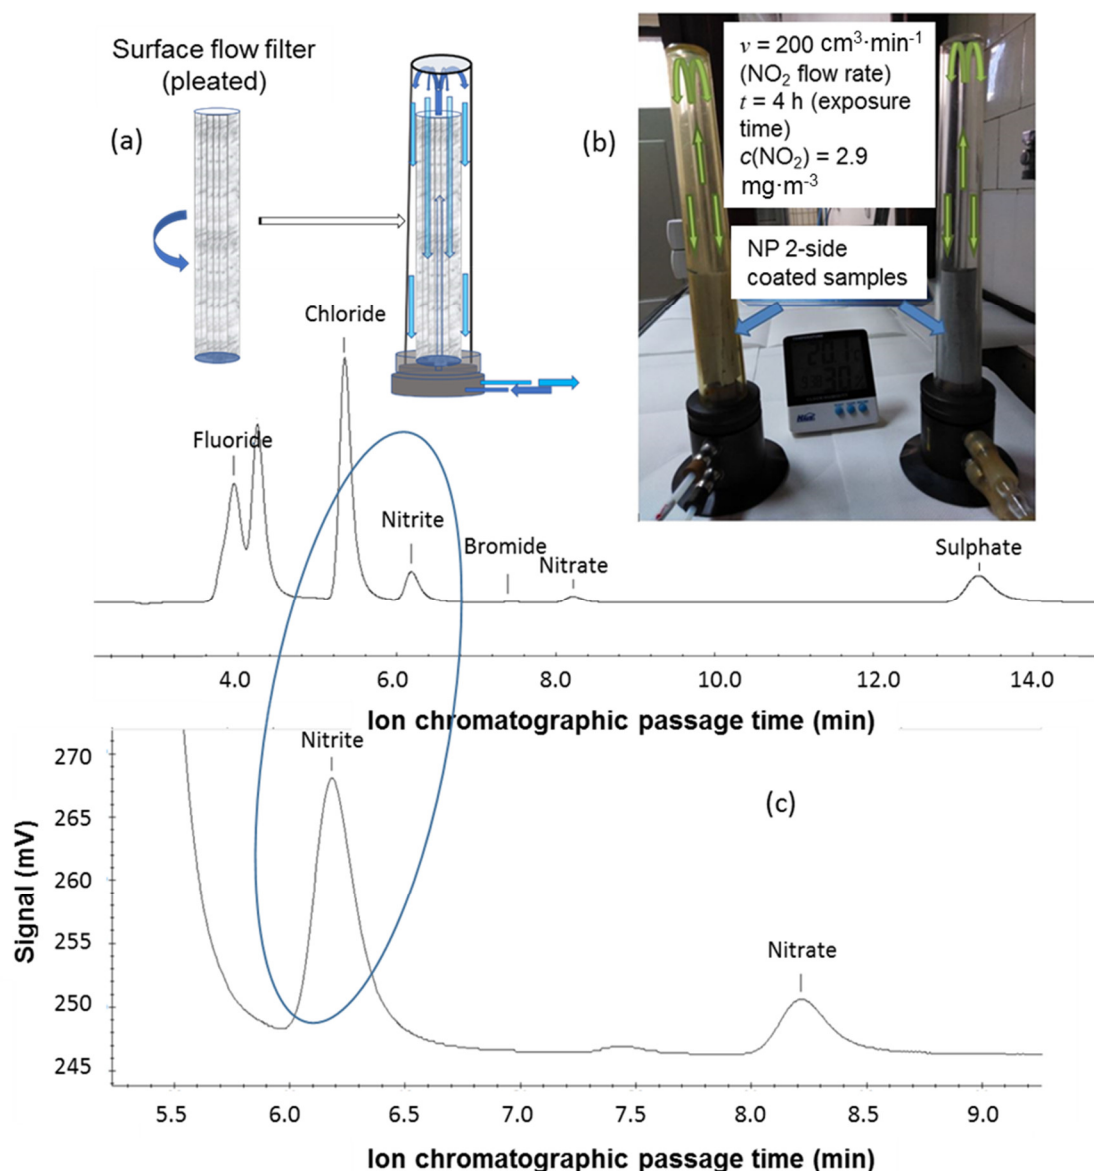 Surface flow filter
(pleated)
(a)
(b)
v = 200 cm³·min⁻¹
(NO₂ flow rate)
t = 4 h (exposure
time)
c(NO₂) = 2.9
mg·m⁻³
NP 2-side
coated samples
Chloride
Fluoride
Nitrite
Bromide
Nitrate
Sulphate
4.0 6.0 8.0 10.0 12.0 14.0
Ion chromatographic passage time (min)
Nitrite
(c)
Nitrate
Signal (mV)
270
265
260
255
250
245
5.5 6.0 6.5 7.0 7.5 8.0 8.5 9.0
Ion chromatographic passage time (min)